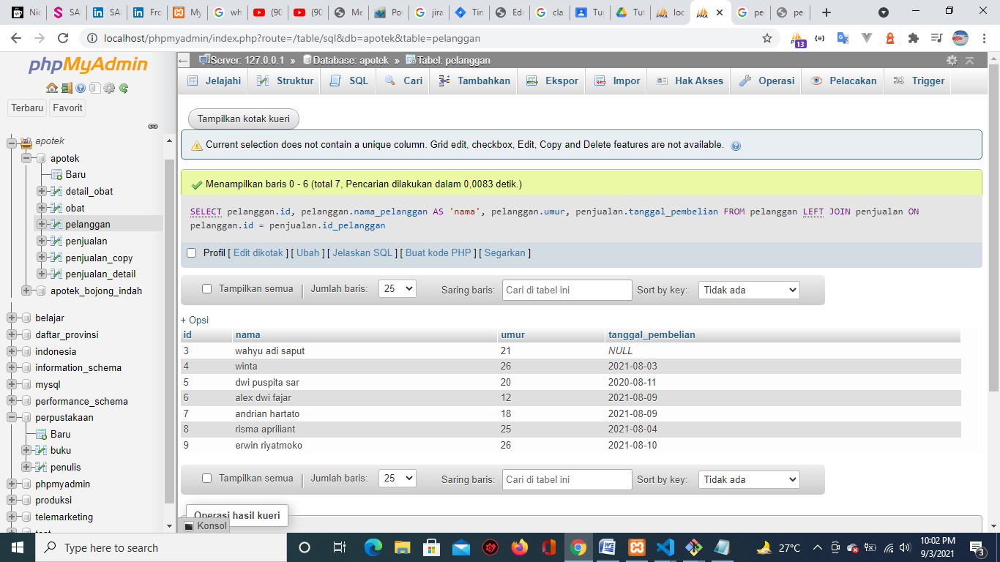 Nic
SA
SA
Fro
My
wh
(90
(90
Me
Pov
jira
Tim
Edi
cla
Tug
Tut
loc
pe
pe
localhost/phpmyadmin/index.php?route=/table/sql&db=apotek&table=pelanggan
13
phpMyAdmin
Terbaru Favorit
apotek
apotek
Baru
detail_obat
obat
pelanggan
penjualan
penjualan_copy
penjualan_detail
apotek_bojong_indah
belajar
daftar_provinsi
indonesia
information_schema
mysql
performance_schema
perpustakaan
Baru
buku
penulis
phpmyadmin
produksi
telemarketing
Server: 127.0.0.1 » Database: apotek » Tabel: pelanggan
Jelajahi Struktur SQL Cari Tambahkan Ekspor Impor Hak Akses Operasi Pelacakan Trigger
Tampilkan kotak kueri
Current selection does not contain a unique column. Grid edit, checkbox, Edit, Copy and Delete features are not available.
Menampilkan baris 0 - 6 (total 7, Pencarian dilakukan dalam 0,0083 detik.)
SELECT pelanggan.id, pelanggan.nama_pelanggan AS 'nama', pelanggan.umur, penjualan.tanggal_pembelian FROM pelanggan LEFT JOIN penjualan ON
pelanggan.id = penjualan.id_pelanggan
Profil [ Edit dikotak ] [ Ubah ] [ Jelaskan SQL ] [ Buat kode PHP ] [ Segarkan ]
Tampilkan semua | Jumlah baris: 25 Saring baris: Cari di tabel ini Sort by key: Tidak ada
+ Opsi
id nama umur tanggal_pembelian
3 wahyu adi saput 21 NULL
4 winta 26 2021-08-03
5 dwi puspita sar 20 2020-08-11
6 alex dwi fajar 12 2021-08-09
7 andrian hartato 18 2021-08-09
8 risma apriliant 25 2021-08-04
9 erwin riyatmoko 26 2021-08-10
Tampilkan semua | Jumlah baris: 25 Saring baris: Cari di tabel ini Sort by key: Tidak ada
Operasi hasil kueri
Konsol
Type here to search
27°C
10:02 PM
9/3/2021
3